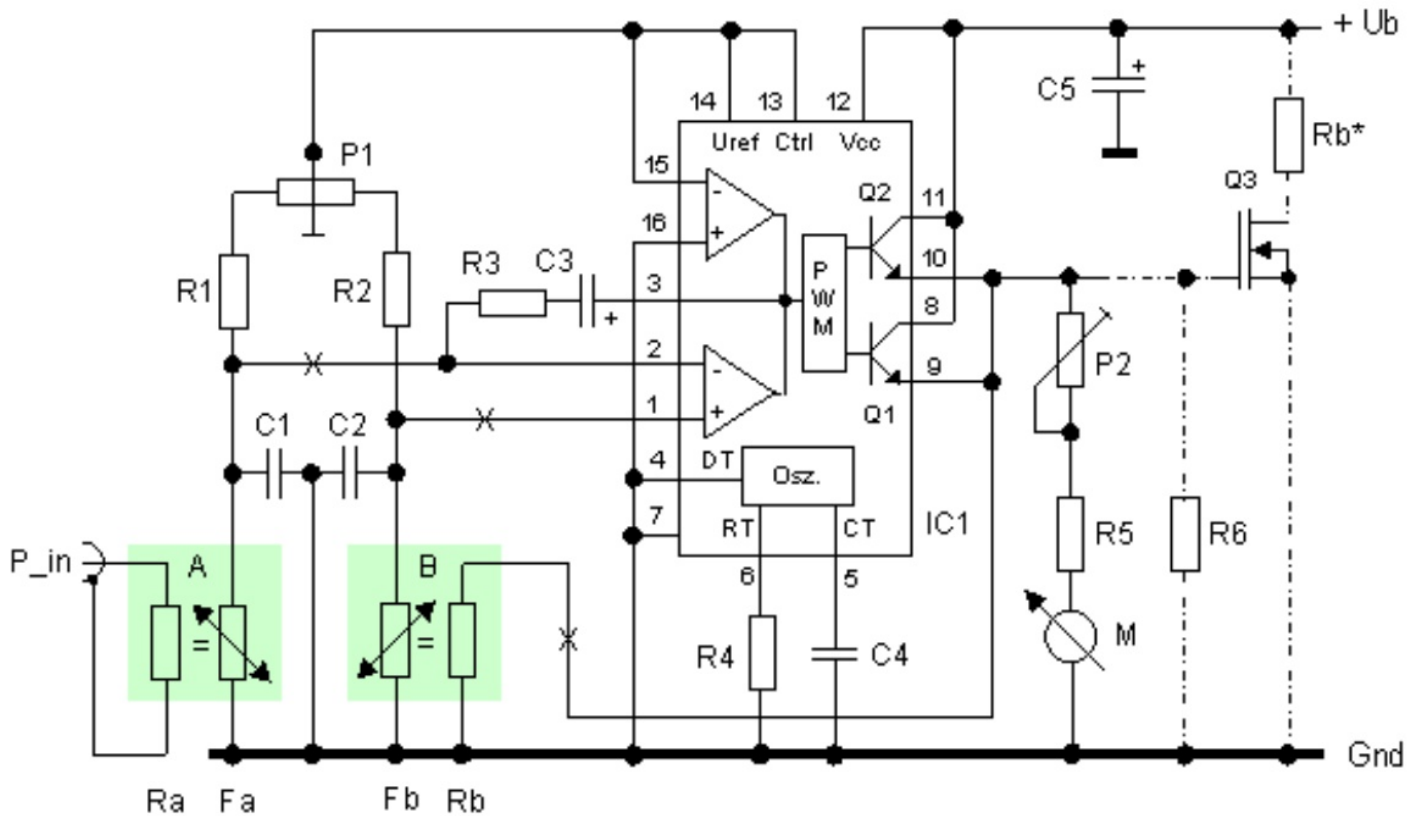 + Ub
14 13 12
C5
+
Uref Ctrl Vcc
Rb*
P1
15
-
Q2
11
Q3
16
+
R3 C3
10
R1
R2
3
P
W
M
8
+
2
-
9
P2
1
+
Q1
C1 C2
4
DT
Osz.
7
RT
CT
IC1
R5
R6
P_in
A
B
6
5
=
=
R4
C4
M
Gnd
Ra Fa
Fb Rb